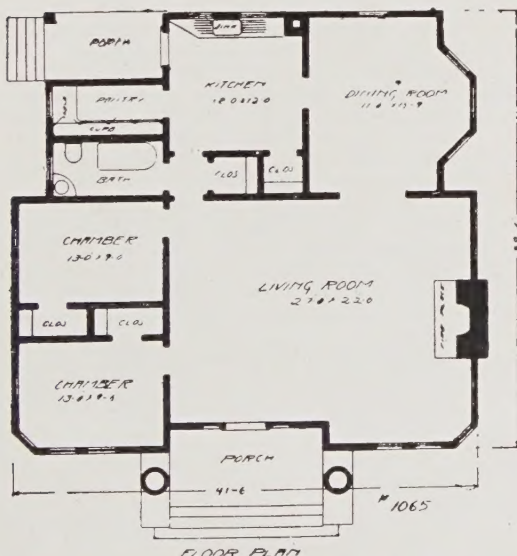 PORCH
SINK
KITCHEN
12-0 x 12-0
DINING ROOM
PANTRY
CUPD
BATH
CLOS
CLOS
CHAMBER
13-0 x 9-0
LIVING ROOM
27-0 x 22-0
FIRE PLACE
CLOS
CLOS
CHAMBER
PORCH
41-6
# 1065
FLOOR PLAN